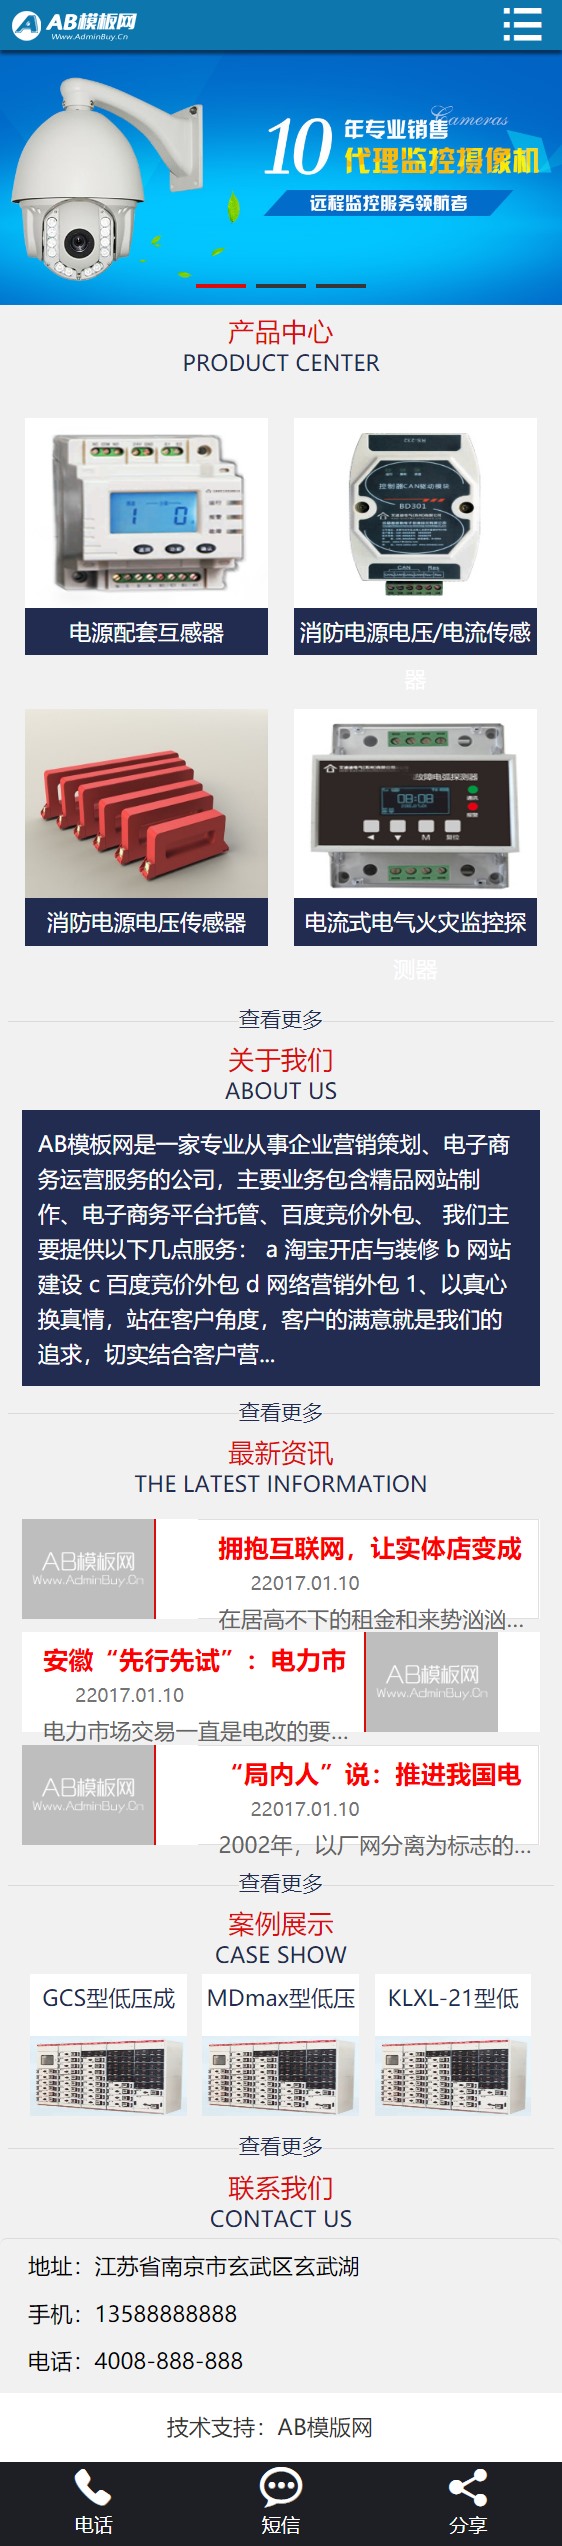 AB模板网
Www.AdminBuy.Cn
Cameras
10 年专业销售
代理监控摄像机
远程监控服务领航者
产品中心
PRODUCT CENTER
控制器CAN驱动模块
BD301
电源配套互感器
消防电源电压/电流传感
器
故障电弧探测器
08:08
消防电源电压传感器
电流式电气火灾监控探
测器
查看更多
关于我们
ABOUT US
AB模板网是一家专业从事企业营销策划、电子商
务运营服务的公司，主要业务包含精品网站制
作、电子商务平台托管、百度竞价外包、 我们主
要提供以下几点服务： a 淘宝开店与装修 b 网站
建设 c 百度竞价外包 d 网络营销外包 1、以真心
换真情，站在客户角度，客户的满意就是我们的
追求，切实结合客户营...
查看更多
最新资讯
THE LATEST INFORMATION
AB模板网
Www.AdminBuy.Cn
拥抱互联网，让实体店变成
22017.01.10
在居高不下的租金和来势汹汹...
安徽“先行先试”：电力市
22017.01.10
电力市场交易一直是电改的要...
AB模板网
Www.AdminBuy.Cn
AB模板网
Www.AdminBuy.Cn
“局内人”说：推进我国电
22017.01.10
2002年，以厂网分离为标志的...
查看更多
案例展示
CASE SHOW
GCS型低压成
MDmax型低压
KLXL-21型低
查看更多
联系我们
CONTACT US
地址：江苏省南京市玄武区玄武湖
手机：13588888888
电话：4008-888-888
技术支持：AB模版网
电话
短信
分享